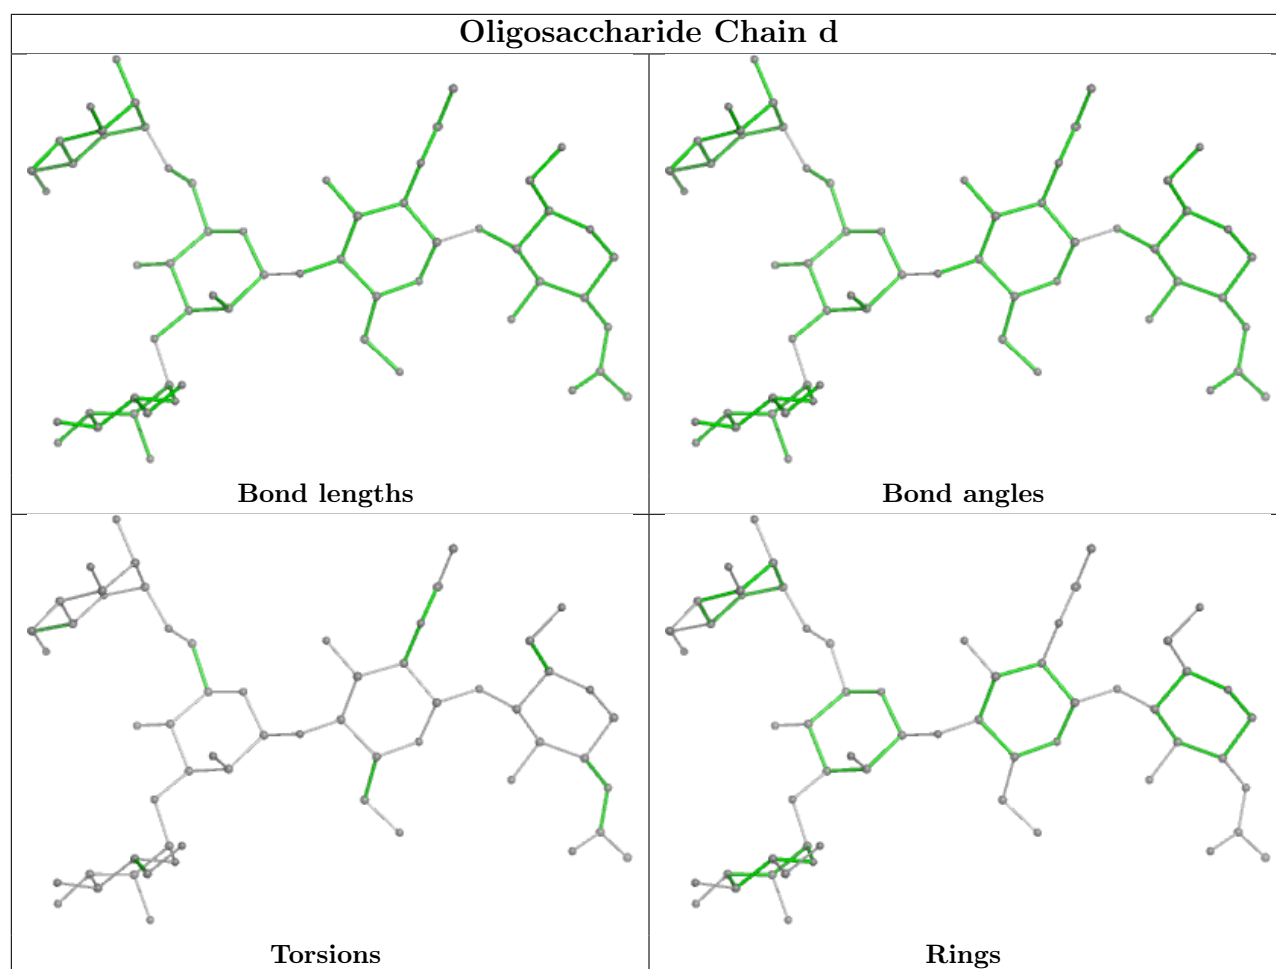 Oligosaccharide Chain d
Bond lengths
Bond angles
Torsions
Rings